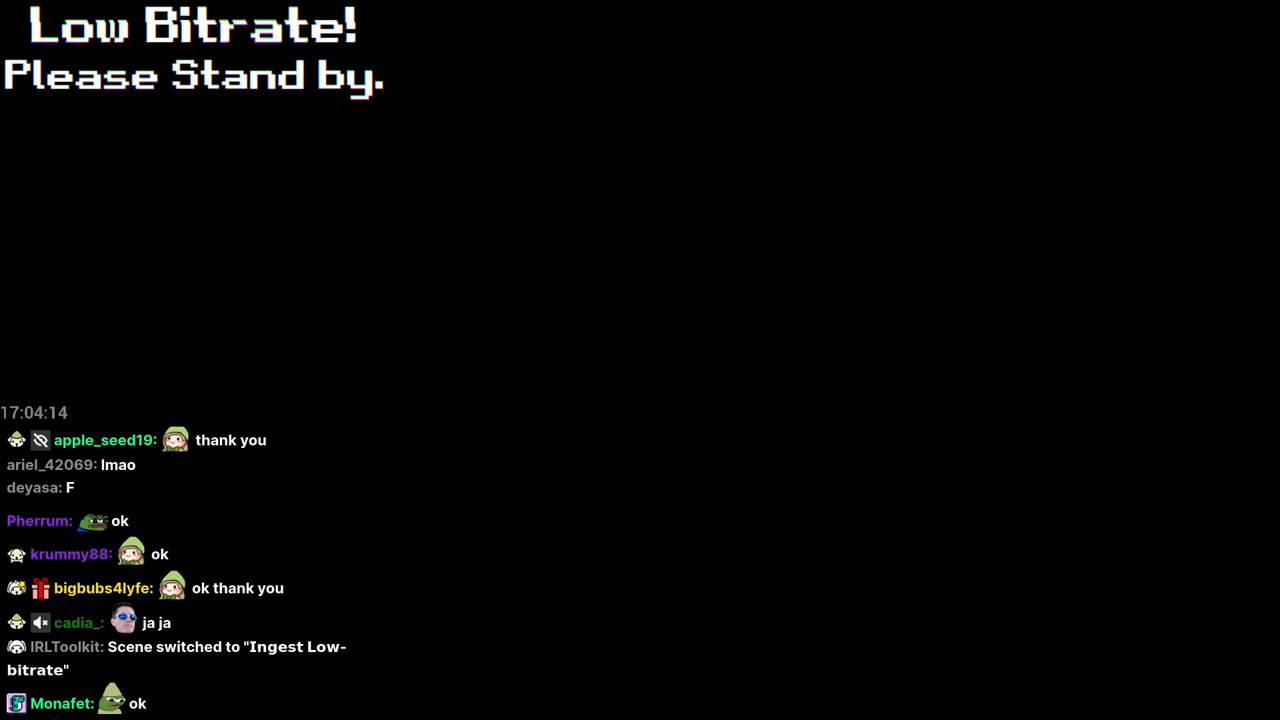 Low Bitrate!
Please Stand by.
17:04:14
apple_seed19: thank you
ariel_42069: lmao
deyasa: F
Pherrum: ok
krummy88: ok
bigbubs4lyfe: ok thank you
cadia_: ja ja
IRLToolkit: Scene switched to "Ingest Low-
bitrate"
Monafet: ok